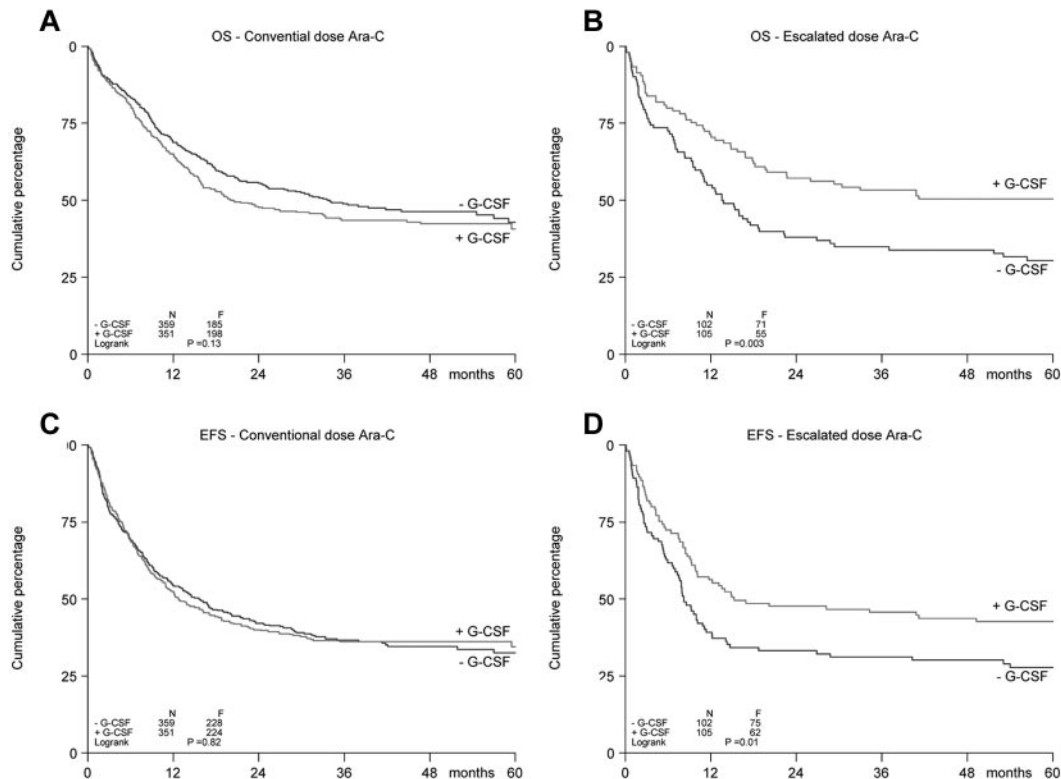 A
OS - Convential dose Ara-C
Cumulative percentage
0
75
50
25
0
- G-CSF
+ G-CSF
N F
- G-CSF 359 185
+ G-CSF 351 198
Logrank P =0.13
0 12 24 36 48 months 60
B
OS - Escalated dose Ara-C
Cumulative percentage
0
75
50
25
0
+ G-CSF
- G-CSF
N F
- G-CSF 102 71
+ G-CSF 105 55
Logrank P =0.003
0 12 24 36 48 months 60
C
EFS - Conventional dose Ara-C
Cumulative percentage
0
75
50
25
0
+ G-CSF
- G-CSF
N F
- G-CSF 359 228
+ G-CSF 351 224
Logrank P =0.82
0 12 24 36 48 months 60
D
EFS - Escalated dose Ara-C
Cumulative percentage
0
75
50
25
0
+ G-CSF
- G-CSF
N F
- G-CSF 102 75
+ G-CSF 105 62
Logrank P =0.01
0 12 24 36 48 months 60